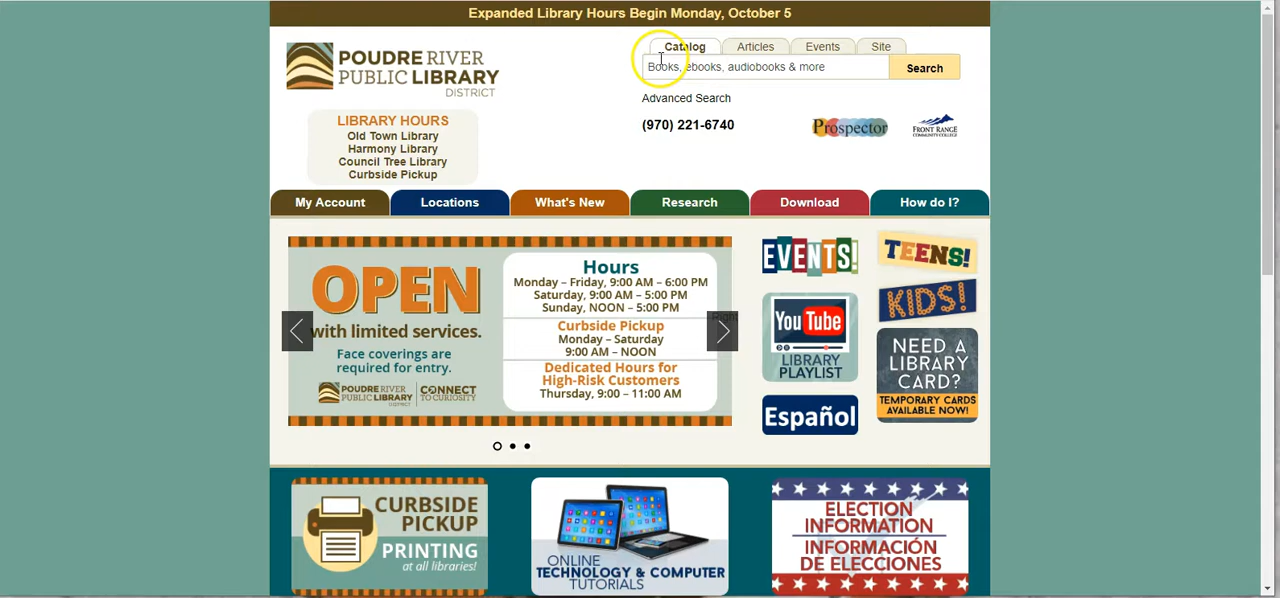 Expanded Library Hours Begin Monday, October 5
POUDRE RIVER
PUBLIC LIBRARY
DISTRICT
Catalog
Articles
Events
Site
Books, ebooks, audiobooks & more
Search
Advanced Search
(970) 221-6740
Prospector
FRONT RANGE
COMMUNITY COLLEGE
LIBRARY HOURS
Old Town Library
Harmony Library
Council Tree Library
Curbside Pickup
My Account
Locations
What's New
Research
Download
How do I?
OPEN
with limited services.
Face coverings are
required for entry.
POUDRE RIVER
PUBLIC LIBRARY
DISTRICT
CONNECT
TO CURIOSITY
Hours
Monday – Friday, 9:00 AM – 6:00 PM
Saturday, 9:00 AM – 5:00 PM
Sunday, NOON – 5:00 PM
Curbside Pickup
Monday – Saturday
9:00 AM – NOON
Dedicated Hours for
High-Risk Customers
Thursday, 9:00 – 11:00 AM
EVENTS!
TEENS!
KIDS!
YouTube
LIBRARY
PLAYLIST
NEED A
LIBRARY
CARD?
TEMPORARY CARDS
AVAILABLE NOW!
Español
CURBSIDE
PICKUP
PRINTING
at all libraries!
ONLINE
TECHNOLOGY & COMPUTER
TUTORIALS
ELECTION
INFORMATION
INFORMACIÓN
DE ELECCIONES